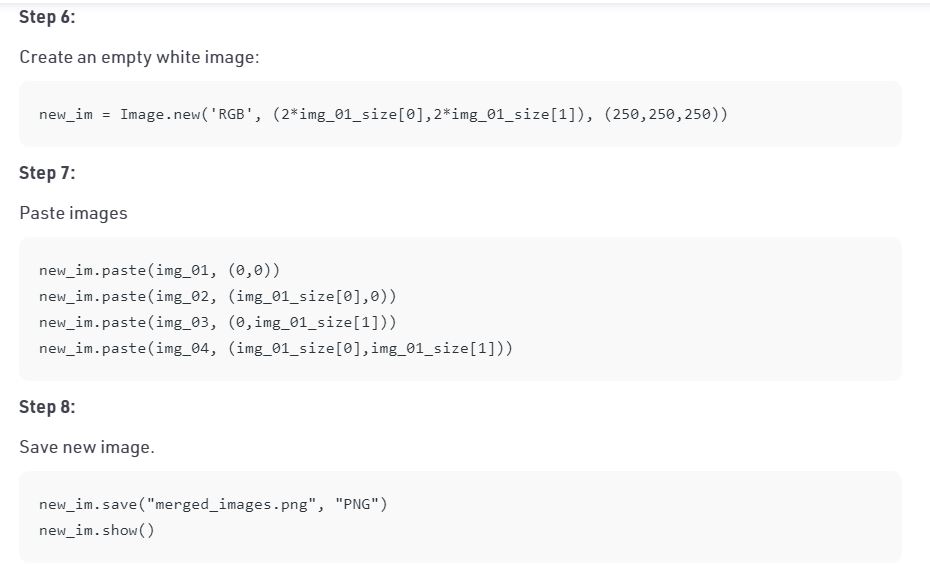 Step 6:
Create an empty white image:
new_im = Image.new('RGB', (2*img_01_size[0],2*img_01_size[1]), (250,250,250))
Step 7:
Paste images
new_im.paste(img_01, (0,0))
new_im.paste(img_02, (img_01_size[0],0))
new_im.paste(img_03, (0,img_01_size[1]))
new_im.paste(img_04, (img_01_size[0],img_01_size[1]))
Step 8:
Save new image.
new_im.save("merged_images.png", "PNG")
new_im.show()